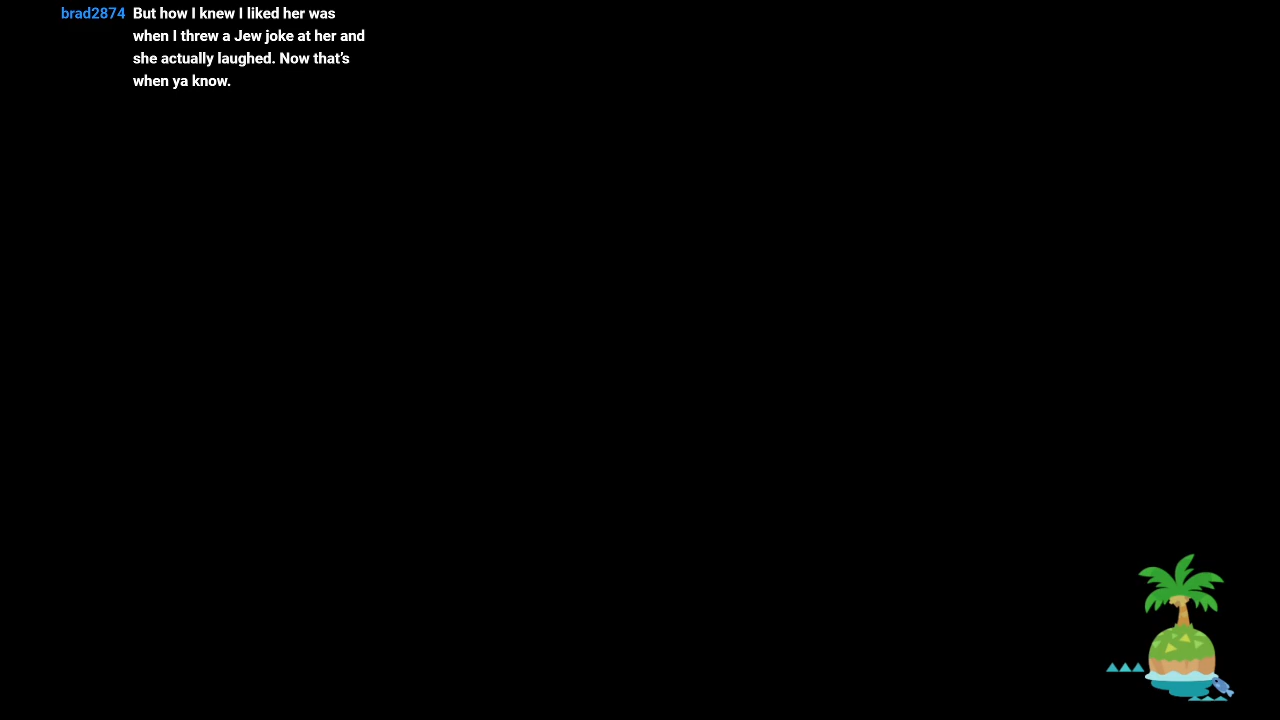 brad2874 But how I knew I liked her was
when I threw a Jew joke at her and
she actually laughed. Now that’s
when ya know.